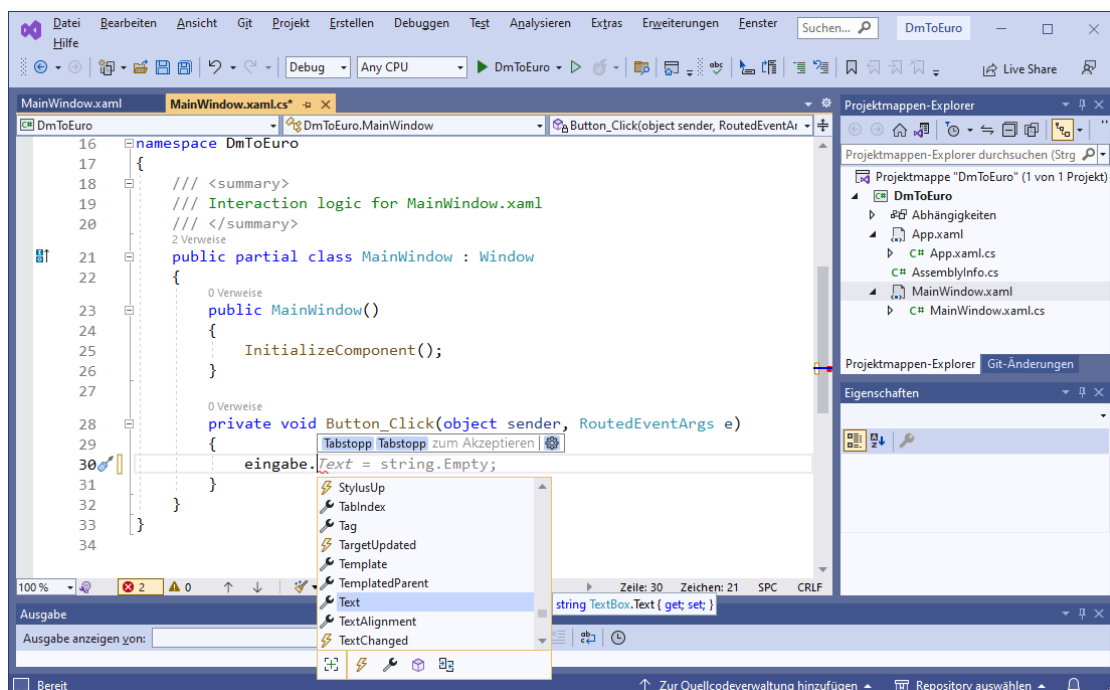 Datei Bearbeiten Ansicht Git Projekt Erstellen Debuggen Test Analysieren Extras Erweiterungen Fenster Suchen... DmToEuro
Hilfe
Debug Any CPU DmToEuro Live Share
MainWindow.xaml MainWindow.xaml.cs*
DmToEuro DmToEuro.MainWindow Button_Click(object sender, RoutedEventAr
16 namespace DmToEuro
17 {
18 /// <summary>
19 /// Interaction logic for MainWindow.xaml
20 /// </summary>
2 Verweise
21 public partial class MainWindow : Window
22 {
0 Verweise
23 public MainWindow()
24 {
25 InitializeComponent();
26 }
27
0 Verweise
28 private void Button_Click(object sender, RoutedEventArgs e)
29 {
Tabstopp Tabstopp zum Akzeptieren
30 eingabe.Text = string.Empty;
31 }
32 }
33 }
34
StylusUp
TabIndex
Tag
TargetUpdated
Template
TemplatedParent
Text
TextAlignment
TextChanged
string TextBox.Text { get; set; }
100 % 2 0 Zeile: 30 Zeichen: 21 SPC CRLF
Ausgabe
Ausgabe anzeigen von:
Projektmappen-Explorer
Projektmappen-Explorer durchsuchen (Strg
Projektmappe "DmToEuro" (1 von 1 Projekt)
DmToEuro
Abhängigkeiten
App.xaml
C# App.xaml.cs
C# AssemblyInfo.cs
MainWindow.xaml
C# MainWindow.xaml.cs
Projektmappen-Explorer Git-Änderungen
Eigenschaften
Bereit Zur Quellcodeverwaltung hinzufügen Repository auswählen